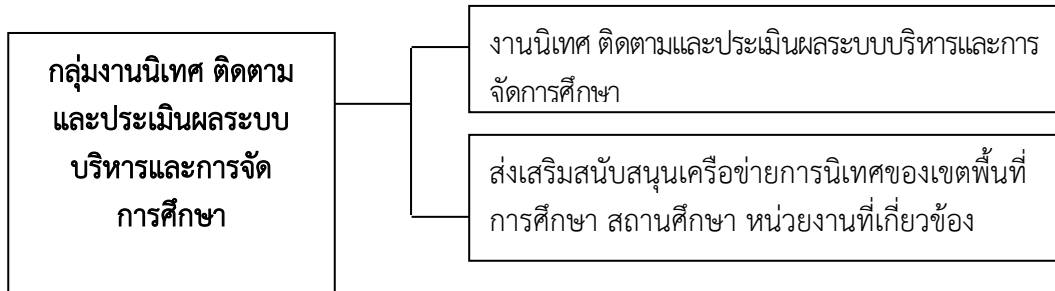 กลุ่มงานนิเทศ ติดตาม
และประเมินผลระบบ
บริหารและการจัด
การศึกษา
งานนิเทศ ติดตามและประเมินผลระบบบริหารและการ
จัดการศึกษา
ส่งเสริมสนับสนุนเครือข่ายการนิเทศของเขตพื้นที่
การศึกษา สถานศึกษา หน่วยงานที่เกี่ยวข้อง